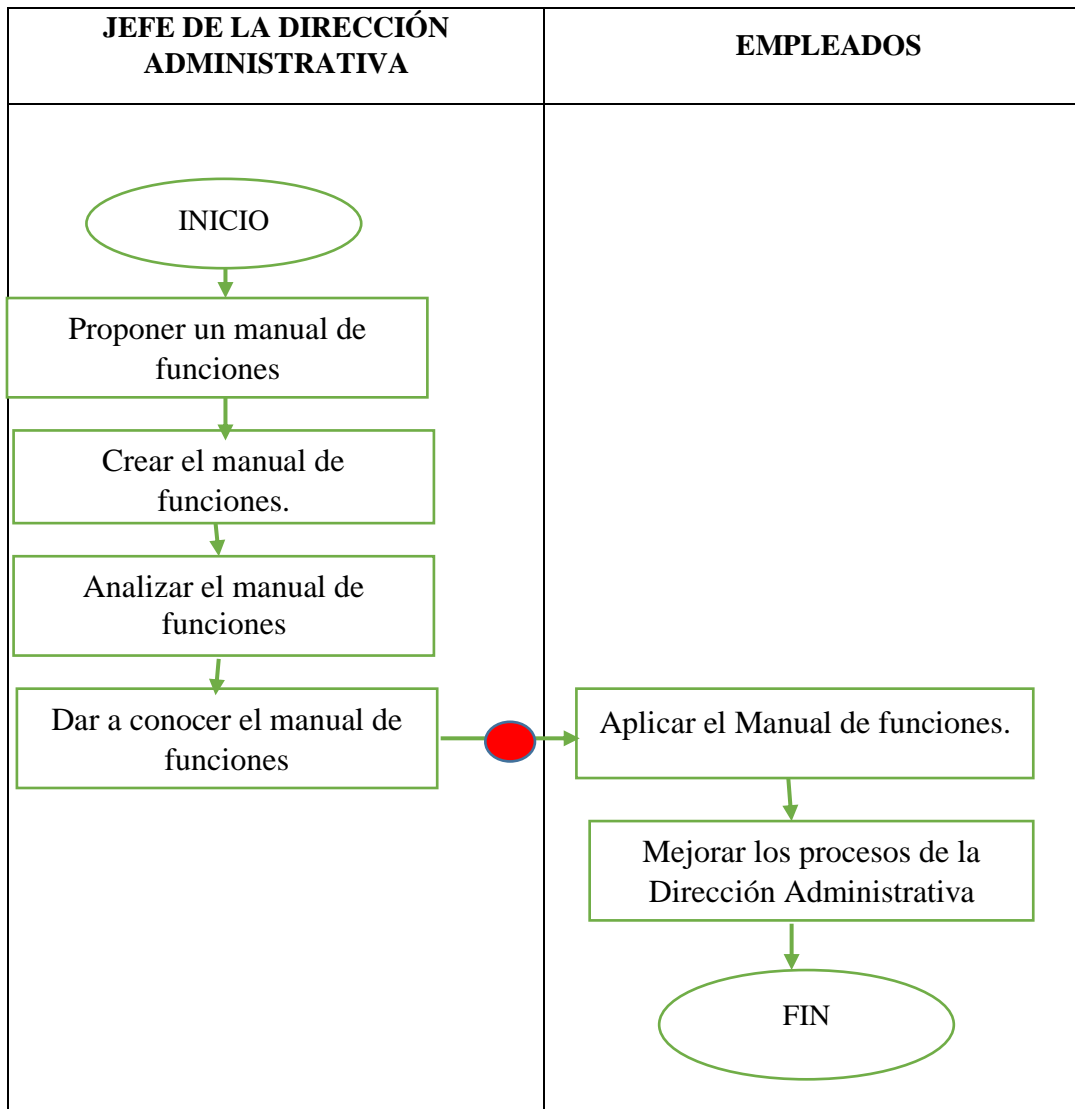 JEFE DE LA DIRECCIÓN
ADMINISTRATIVA
EMPLEADOS
INICIO
Proponer un manual de
funciones
Crear el manual de
funciones.
Analizar el manual de
funciones
Dar a conocer el manual de
funciones
Aplicar el Manual de funciones.
Mejorar los procesos de la
Dirección Administrativa
FIN